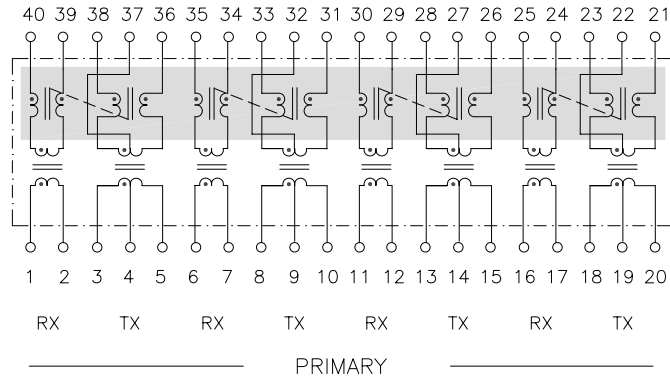 40 39 38 37 36 35 34 33 32 31 30 29 28 27 26 25 24 23 22 21
1 2 3 4 5 6 7 8 9 10 11 12 13 14 15 16 17 18 19 20
RX TX RX TX RX TX RX TX
PRIMARY